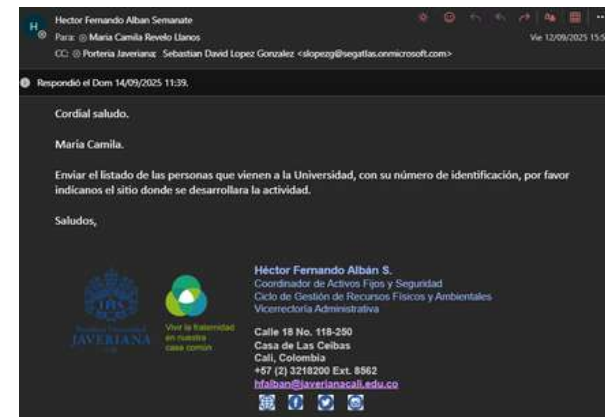 H
Hector Fernando Alban Semanate
Para: Maria Camila Revelo Llanos
Vie 12/09/2025
CC: Porteria Javeriana; Sebastian David Lopez Gonzalez <slopezg@segatlas.onmicrosoft.com>
Respondió el Dom 14/09/2025 11:39.
Cordial saludo.
Maria Camila.
Enviar el listado de las personas que vienen a la Universidad, con su número de identificación, por favor
indícanos el sitio donde se desarrollara la actividad.
Saludos,
Héctor Fernando Albán S.
Coordinador de Activos Fijos y Seguridad
Ciclo de Gestión de Recursos Físicos y Ambientales
Vicerrectoría Administrativa
JAVERIANA
Vivir la fraternidad
en nuestra
casa común
Calle 18 No. 118-250
Casa de Las Ceibas
Cali, Colombia
+57 (2) 3218200 Ext. 8562
hfalban@javerianacali.edu.co